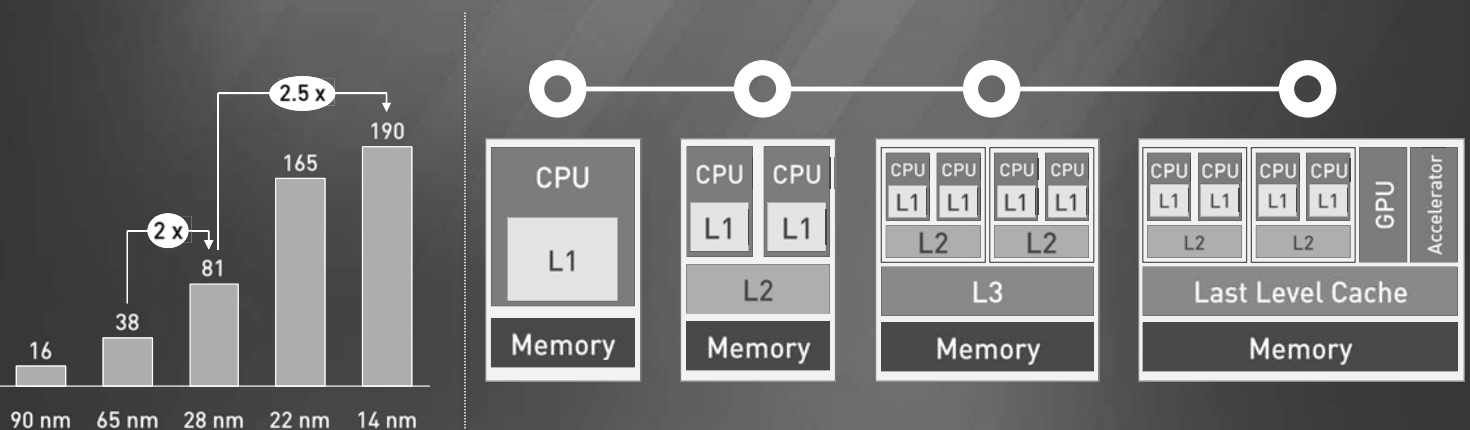 2.5 x
190
165
2 x
81
38
16
90 nm 65 nm 28 nm 22 nm 14 nm
CPU
L1
Memory
CPU CPU
L1 L1
L2
Memory
CPU CPU CPU CPU
L1 L1 L1 L1
L2 L2
L3
Memory
CPU CPU CPU CPU
L1 L1 L1 L1
L2 L2
GPU
Accelerator
Last Level Cache
Memory